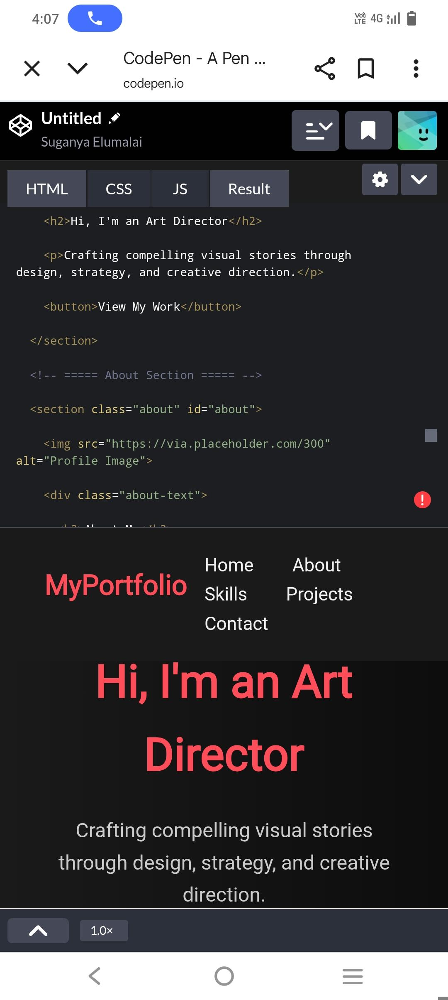 4:07
Vo) LTE 4G
CodePen - A Pen ...
codepen.io
Untitled
Suganya Elumalai
HTML CSS JS Result
<h2>Hi, I'm an Art Director</h2>
<p>Crafting compelling visual stories through
design, strategy, and creative direction.</p>
<button>View My Work</button>
</section>
<!-- ===== About Section ===== -->
<section class="about" id="about">
<img src="https://via.placeholder.com/300"
alt="Profile Image">
<div class="about-text">
MyPortfolio
Home About
Skills Projects
Contact
Hi, I'm an Art
Director
Crafting compelling visual stories
through design, strategy, and creative
direction.
1.0×